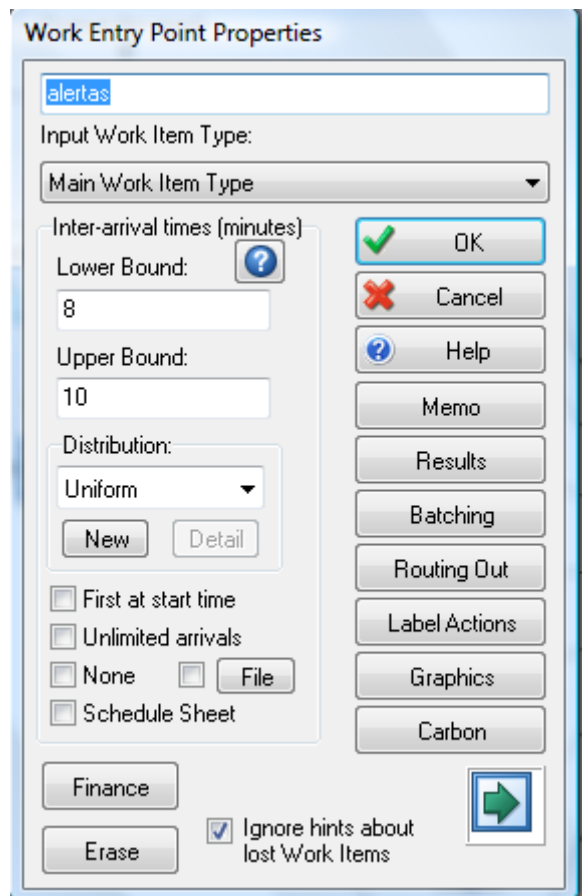 Work Entry Point Properties
alertas
Input Work Item Type:
Main Work Item Type
Inter-arrival times (minutes)
Lower Bound:
8
Upper Bound:
10
Distribution:
Uniform
New
Detail
First at start time
Unlimited arrivals
None
File
Schedule Sheet
OK
Cancel
Help
Memo
Results
Batching
Routing Out
Label Actions
Graphics
Carbon
Finance
Erase
Ignore hints about
lost Work Items